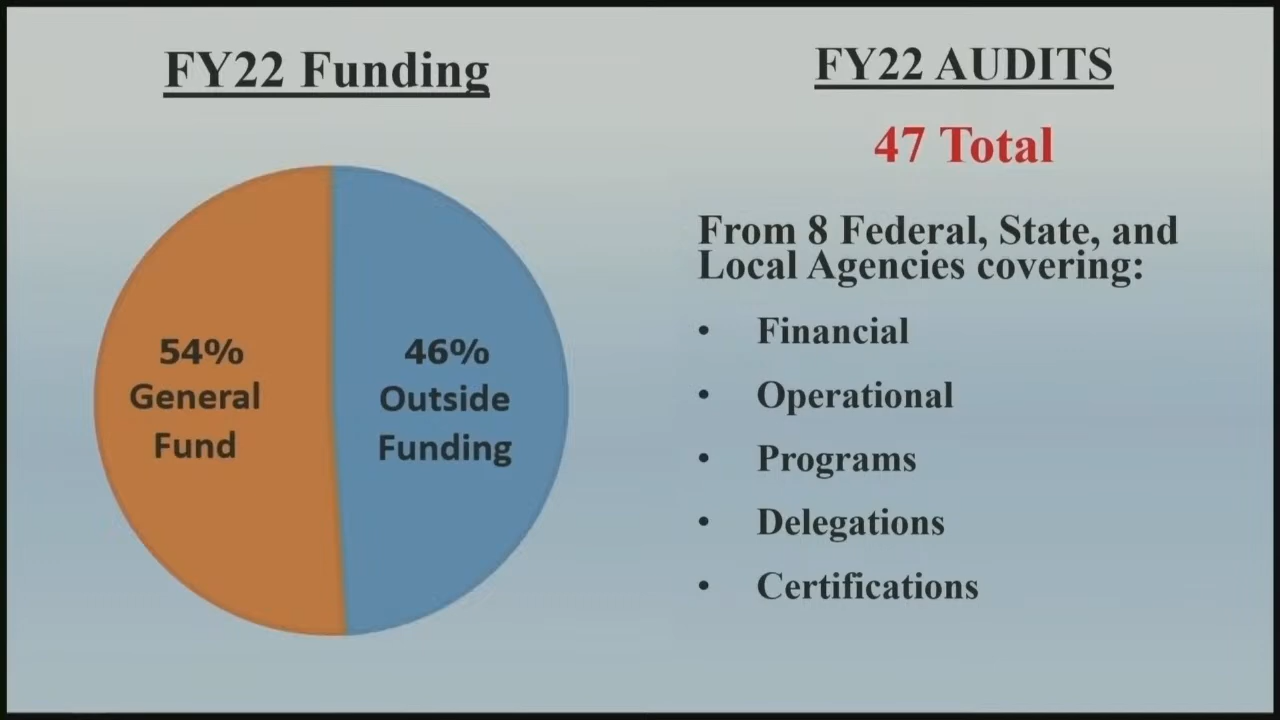 FY22 Funding
54%
General
Fund
46%
Outside
Funding
FY22 AUDITS
47 Total
From 8 Federal, State, and
Local Agencies covering:
• Financial
• Operational
• Programs
• Delegations
• Certifications